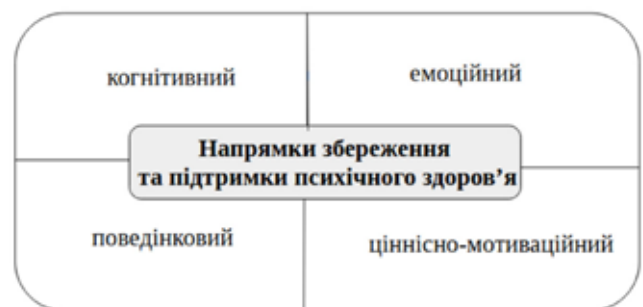 когнітивний
емоційний
Напрямки збереження
та підтримки психічного здоров’я
поведінковий
ціннісно-мотиваційний